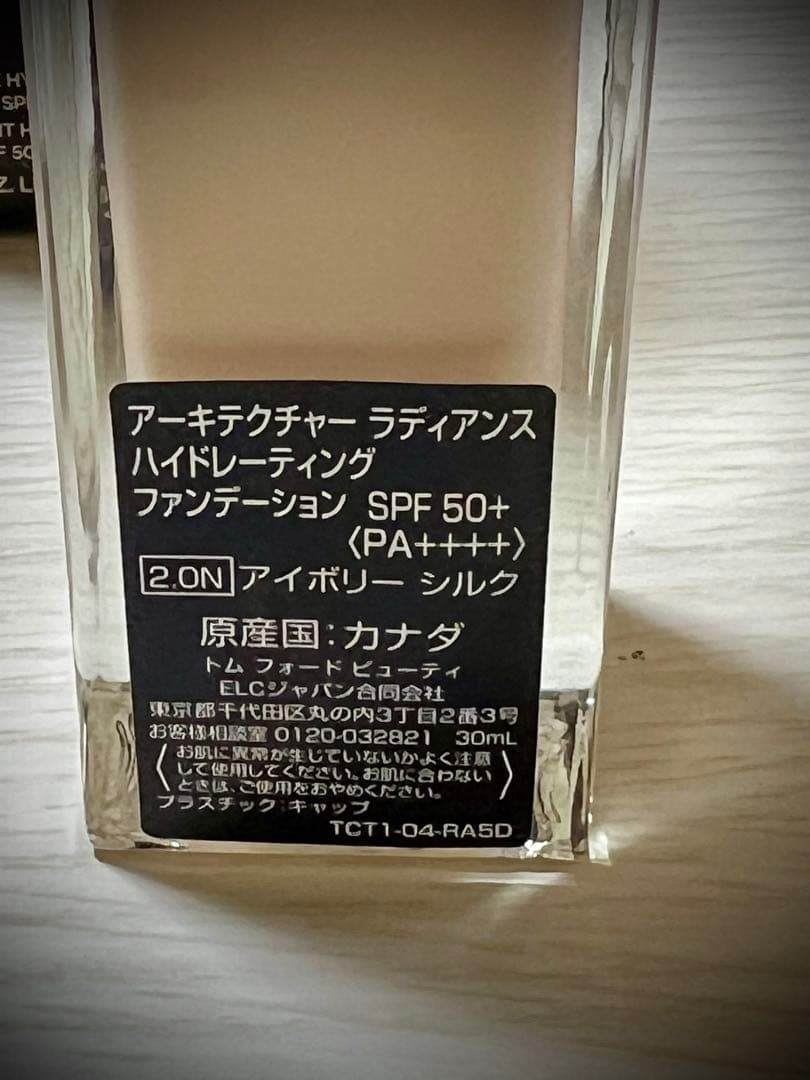 HY
SP
T H
F 50
Z. L
アーキテクチャー ラディアンス
ハイドレーティング
ファンデーション SPF 50+
〈PA++++〉
2.0N アイボリー シルク
原産国:カナダ
トム フォード ビューティ
ELCジャパン合同会社
東京都千代田区丸の内3丁目2番3号
お客様相談室 0120-032821 30mL
お肌に異常が生じていないかよく注意
して使用してください。お肌に合わない
ときは、ご使用をおやめください。
プラスチック:キャップ
TCT1-04-RA5D